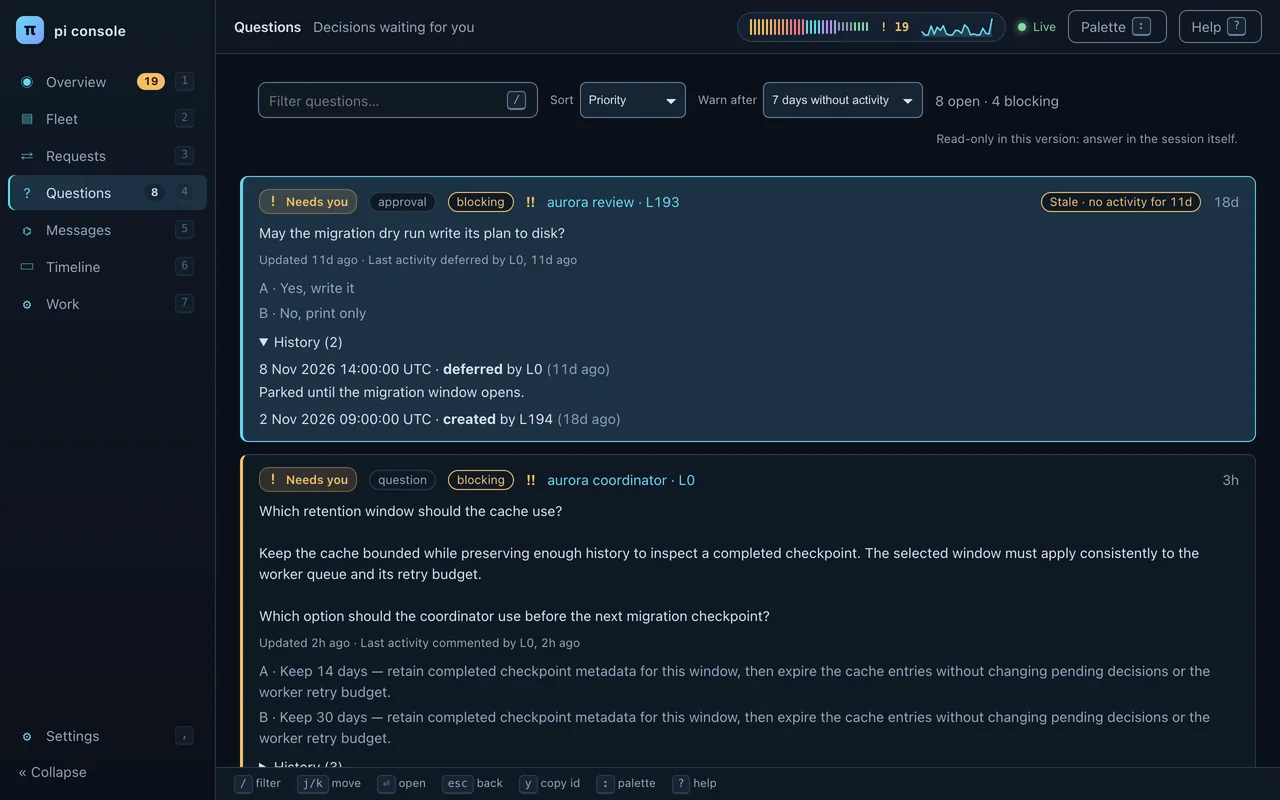 π pi console
Overview 19 1
Fleet 2
Requests 3
? Questions 8 4
Messages 5
Timeline 6
Work 7
Settings ,
« Collapse
Questions Decisions waiting for you
! 19
Live
Palette :
Help ?
Filter questions... /
Sort Priority
Warn after 7 days without activity
8 open · 4 blocking
Read-only in this version: answer in the session itself.
! Needs you approval blocking !! aurora review · L193 Stale · no activity for 11d 18d
May the migration dry run write its plan to disk?
Updated 11d ago · Last activity deferred by L0, 11d ago
A · Yes, write it
B · No, print only
▼ History (2)
8 Nov 2026 14:00:00 UTC · deferred by L0 (11d ago)
Parked until the migration window opens.
2 Nov 2026 09:00:00 UTC · created by L194 (18d ago)
! Needs you question blocking !! aurora coordinator · L0 3h
Which retention window should the cache use?
Keep the cache bounded while preserving enough history to inspect a completed checkpoint. The selected window must apply consistently to the
worker queue and its retry budget.
Which option should the coordinator use before the next migration checkpoint?
Updated 2h ago · Last activity commented by L0, 2h ago
A · Keep 14 days — retain completed checkpoint metadata for this window, then expire the cache entries without changing pending decisions or the
worker retry budget.
B · Keep 30 days — retain completed checkpoint metadata for this window, then expire the cache entries without changing pending decisions or the
worker retry budget.
▶ History (3)
/ filter j/k move ⏎ open esc back y copy id : palette ? help